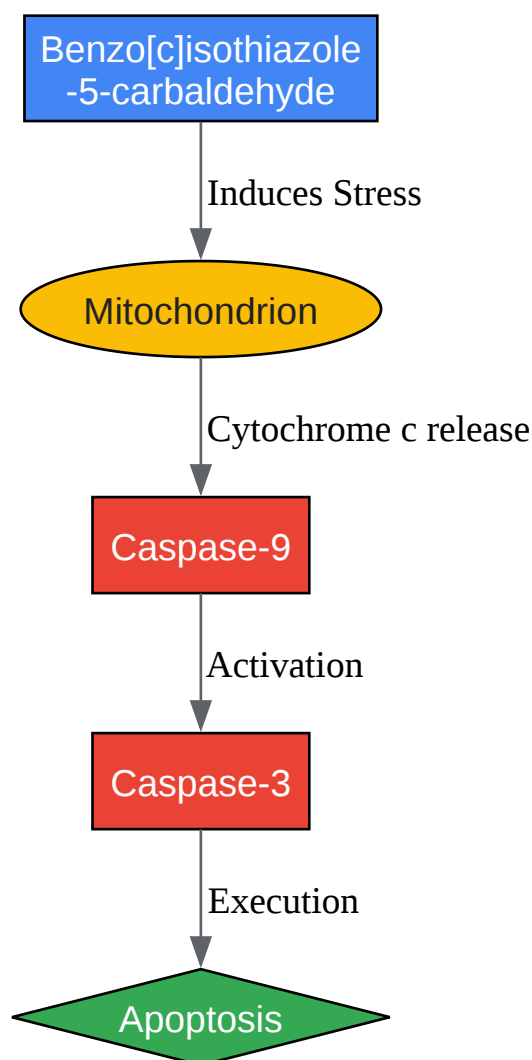 Benzo[c]isothiazole
-5-carbaldehyde
Induces Stress
Mitochondrion
Cytochrome c release
Caspase-9
Activation
Caspase-3
Execution
Apoptosis